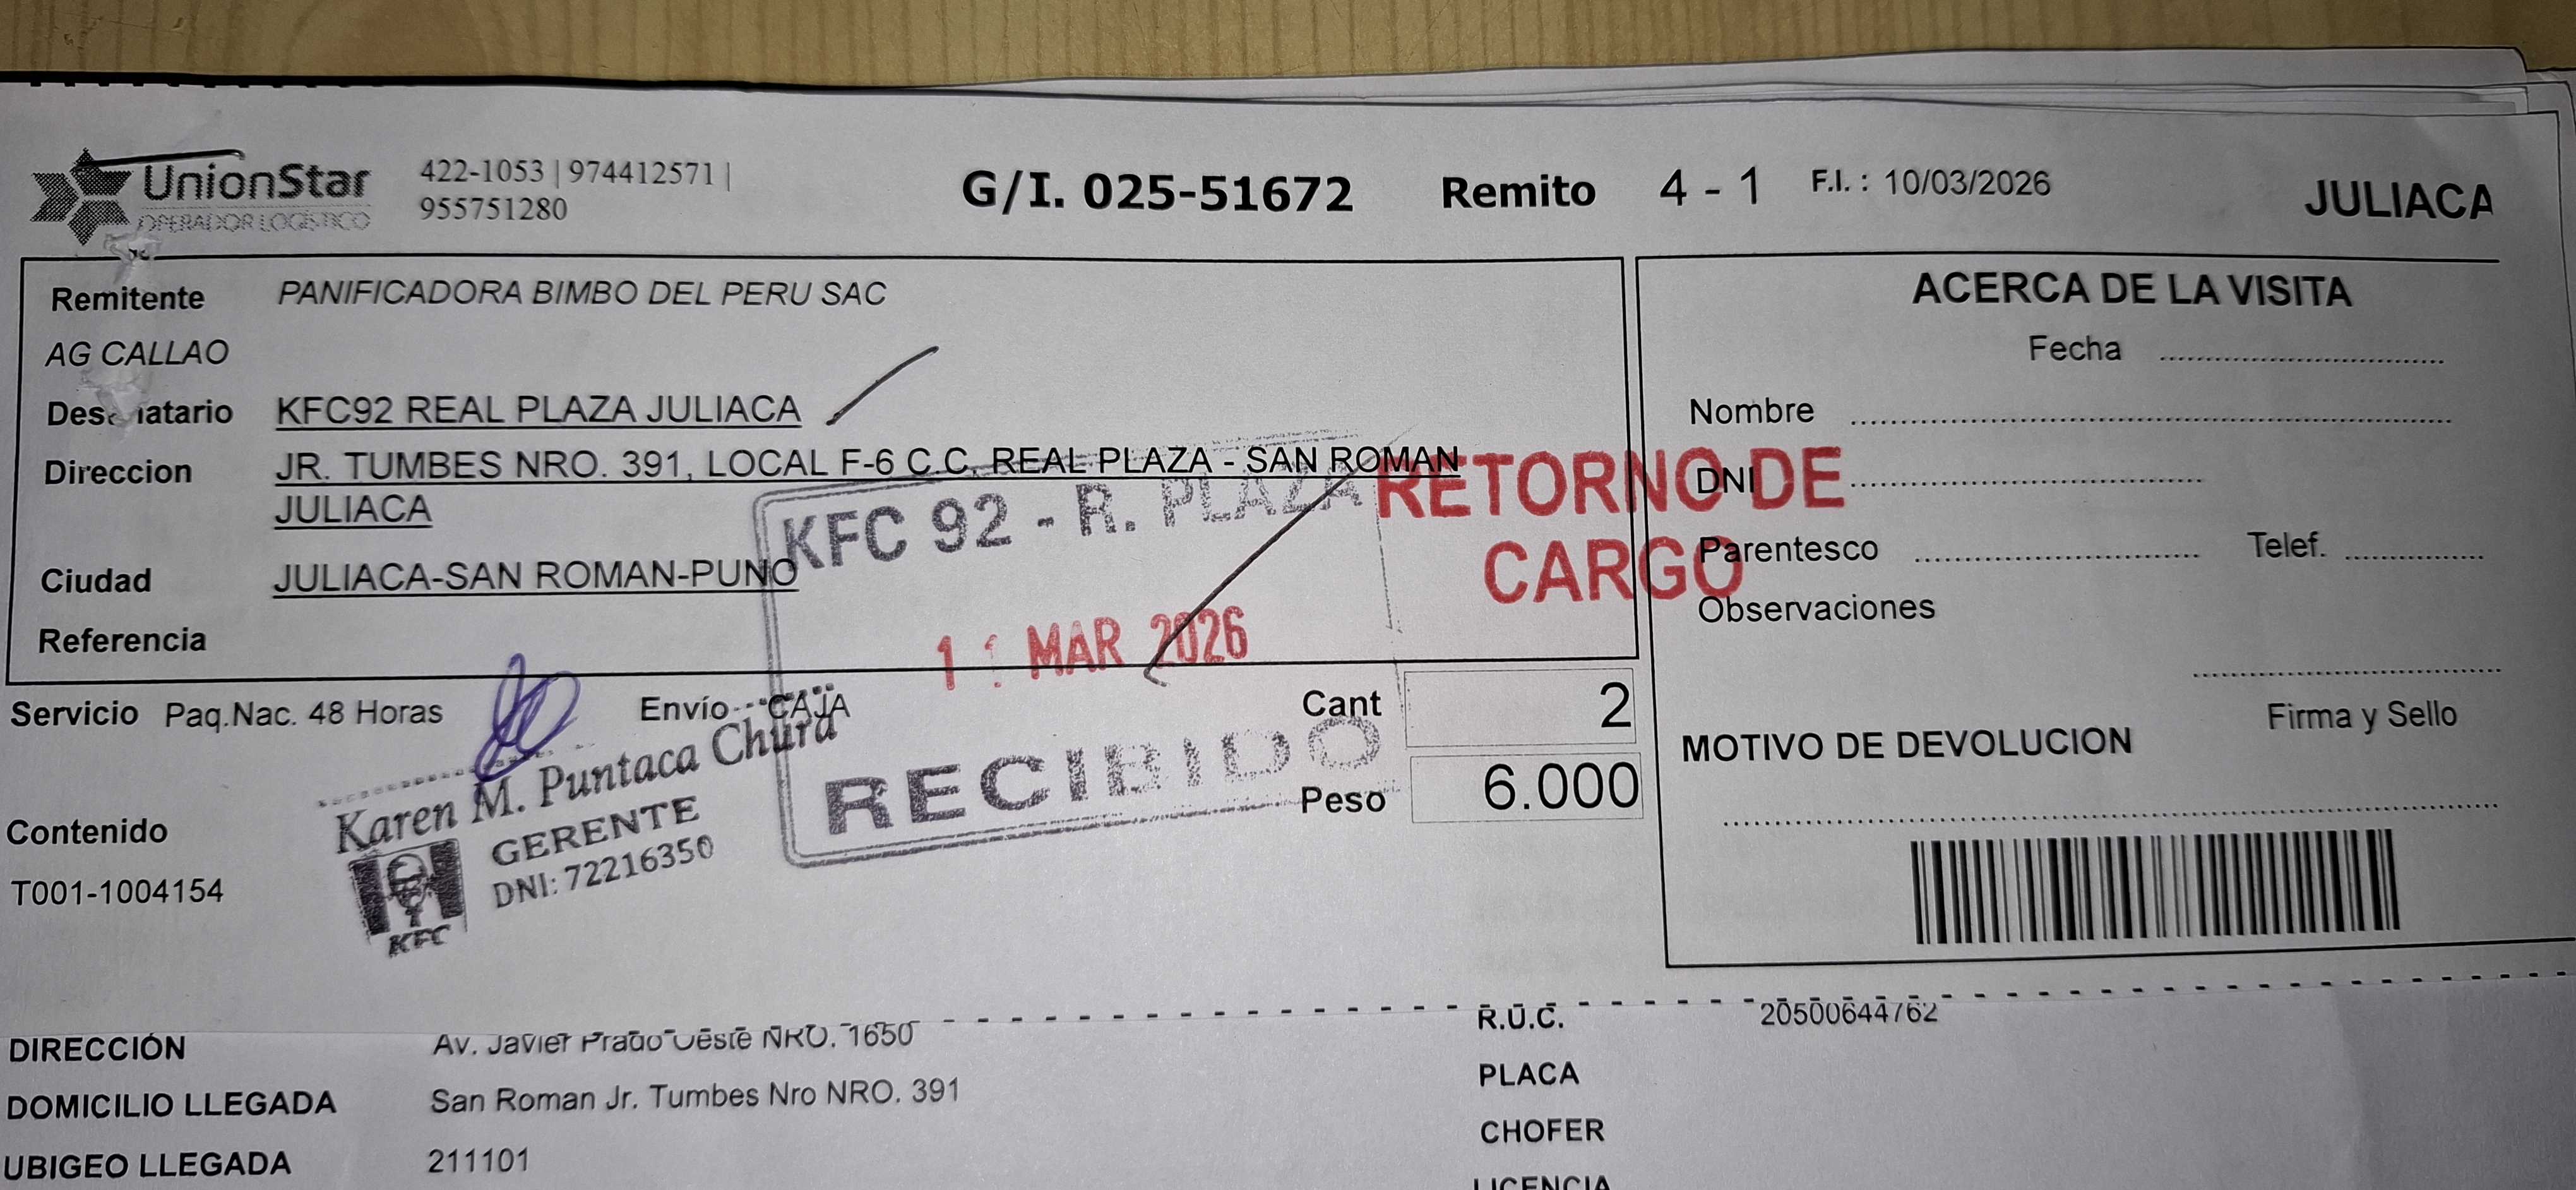 UnionStar
OPERADOR LOGÍSTICO
422-1053 | 974412571 |
955751280
G/I. 025-51672 Remito 4 - 1 F.I. : 10/03/2026 JULIACA
Remitente PANIFICADORA BIMBO DEL PERU SAC
AG CALLAO
KFC92 REAL PLAZA JULIACA
Direccion JR. TUMBES NRO. 391, LOCAL F-6 C.C. REAL PLAZA - SAN ROMAN
JULIACA
Ciudad JULIACA-SAN ROMAN-PUNO
Referencia
KFC 92 - R. PLAZA
MAR 2026
RECIBIDO
RETORNO DE
CARGO
Servicio Paq.Nac. 48 Horas Envío CAJA
Cant 2
Peso 6.000
Karen M. Puntaca Chura
GERENTE
DNI: 72216350
KFC
Contenido
T001-1004154
ACERCA DE LA VISITA
Fecha
Nombre
DNI
Parentesco Telef.
Observaciones
Firma y Sello
MOTIVO DE DEVOLUCION
DIRECCIÓN Av. Javier Prado Oeste NRO. 1650
DOMICILIO LLEGADA San Roman Jr. Tumbes Nro NRO. 391
UBIGEO LLEGADA 211101
R.U.C. 20500644762
PLACA
CHOFER
LICENCIA